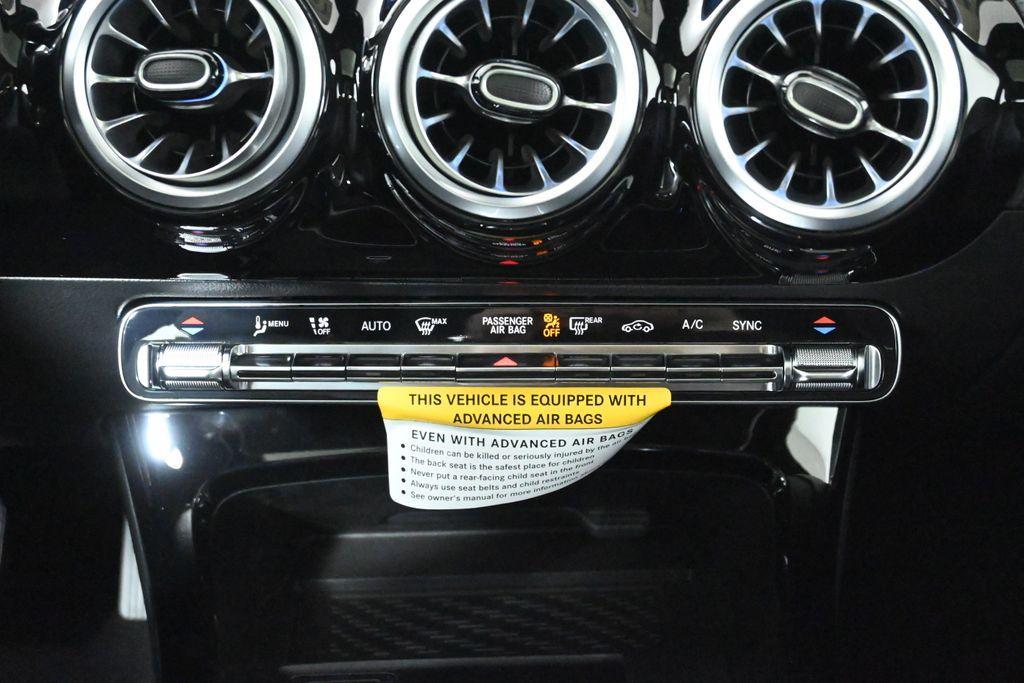 MENU
OFF
AUTO
MAX
PASSENGER
AIR BAG
OFF
REAR
A/C
SYNC
THIS VEHICLE IS EQUIPPED WITH
ADVANCED AIR BAGS
EVEN WITH ADVANCED AIR BAGS
• Children can be killed or seriously injured by the air
• The back seat is the safest place for children
• Never put a rear-facing child seat in the front
• Always use seat belts and child restraints
• See owner's manual for more information